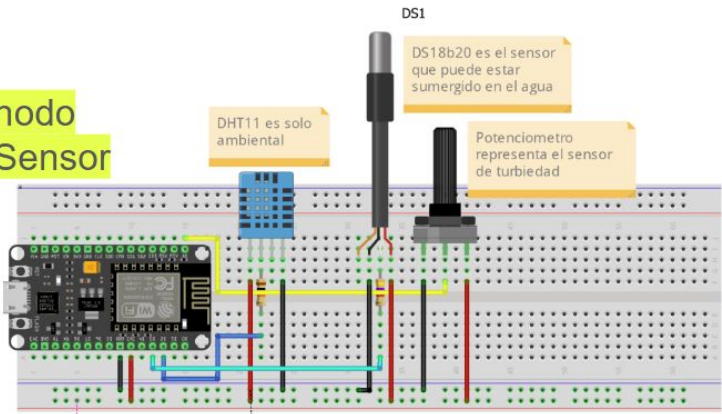 DS1
DS18b20 es el sensor
que puede estar
sumergido en el agua
nodo
Sensor
DHT11 es solo
ambiental
Potenciometro
representa el sensor
de turbiedad
WiFi